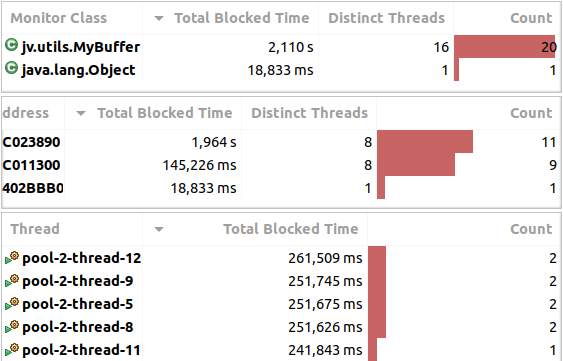 Monitor Class Total Blocked Time Distinct Threads Count
jv.utils.MyBuffer 2,110 s 16 20
java.lang.Object 18,833 ms 1 1
ddress Total Blocked Time Distinct Threads Count
C023890 1,964 s 8 11
C011300 145,226 ms 8 9
402BBB0 18,833 ms 1 1
Thread Total Blocked Time Count
pool-2-thread-12 261,509 ms 2
pool-2-thread-9 251,745 ms 2
pool-2-thread-5 251,675 ms 2
pool-2-thread-8 251,626 ms 2
pool-2-thread-11 241,843 ms 1